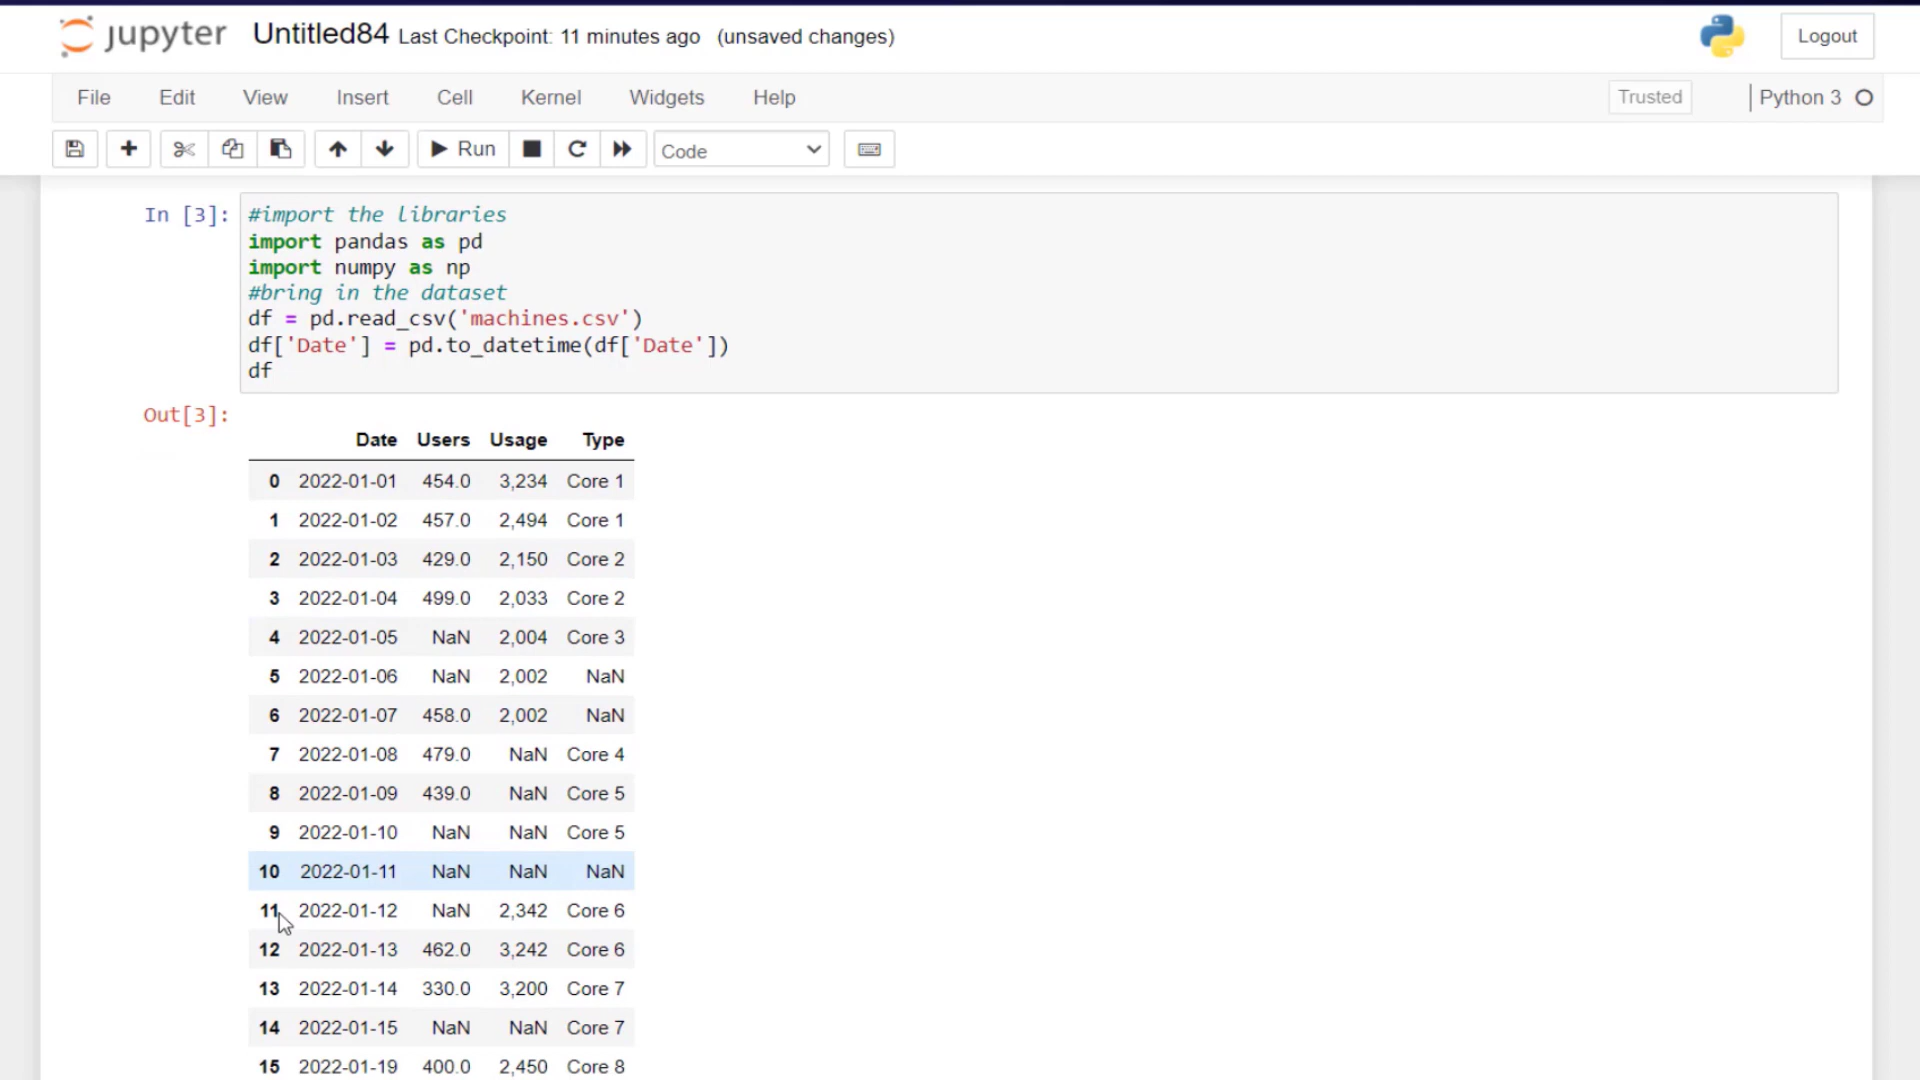 jupyter Untitled84 Last Checkpoint: 11 minutes ago (unsaved changes) Logout
File Edit View Insert Cell Kernel Widgets Help Trusted Python 3
Run Code
In [3]: #import the libraries
import pandas as pd
import numpy as np
#bring in the dataset
df = pd.read_csv('machines.csv')
df['Date'] = pd.to_datetime(df['Date'])
df
Out[3]:
Date Users Usage Type
0 2022-01-01 454.0 3,234 Core 1
1 2022-01-02 457.0 2,494 Core 1
2 2022-01-03 429.0 2,150 Core 2
3 2022-01-04 499.0 2,033 Core 2
4 2022-01-05 NaN 2,004 Core 3
5 2022-01-06 NaN 2,002 NaN
6 2022-01-07 458.0 2,002 NaN
7 2022-01-08 479.0 NaN Core 4
8 2022-01-09 439.0 NaN Core 5
9 2022-01-10 NaN NaN Core 5
10 2022-01-11 NaN NaN NaN
11 2022-01-12 NaN 2,342 Core 6
12 2022-01-13 462.0 3,242 Core 6
13 2022-01-14 330.0 3,200 Core 7
14 2022-01-15 NaN NaN Core 7
15 2022-01-19 400.0 2,450 Core 8